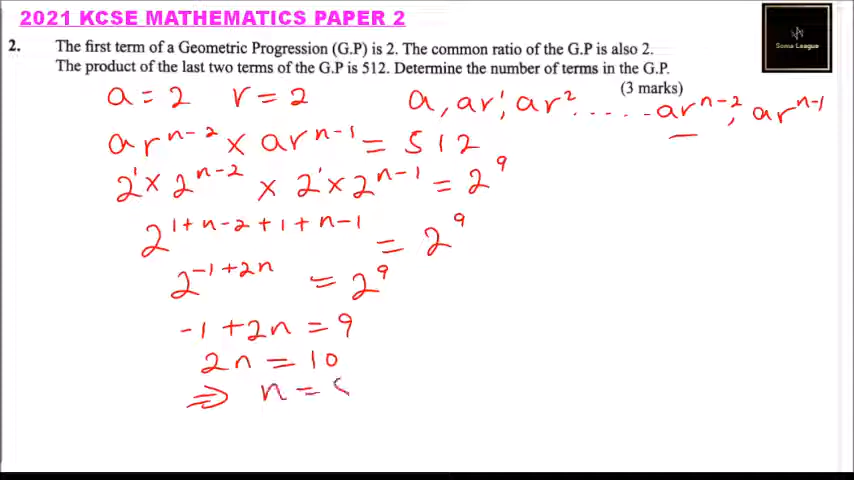 2021 KCSE MATHEMATICS PAPER 2
2. The first term of a Geometric Progression (G.P) is 2. The common ratio of the G.P is also 2.
The product of the last two terms of the G.P is 512. Determine the number of terms in the G.P.
(3 marks)
Soma League
a = 2 r = 2 a, ar¹, ar² ..... arⁿ⁻², arⁿ⁻¹
arⁿ⁻² × arⁿ⁻¹ = 512
2¹ × 2ⁿ⁻² × 2¹ × 2ⁿ⁻¹ = 2⁹
2¹⁺ⁿ⁻²⁺¹⁺ⁿ⁻¹ = 2⁹
2⁻¹⁺²ⁿ = 2⁹
-1 + 2n = 9
2n = 10
⇒ n =